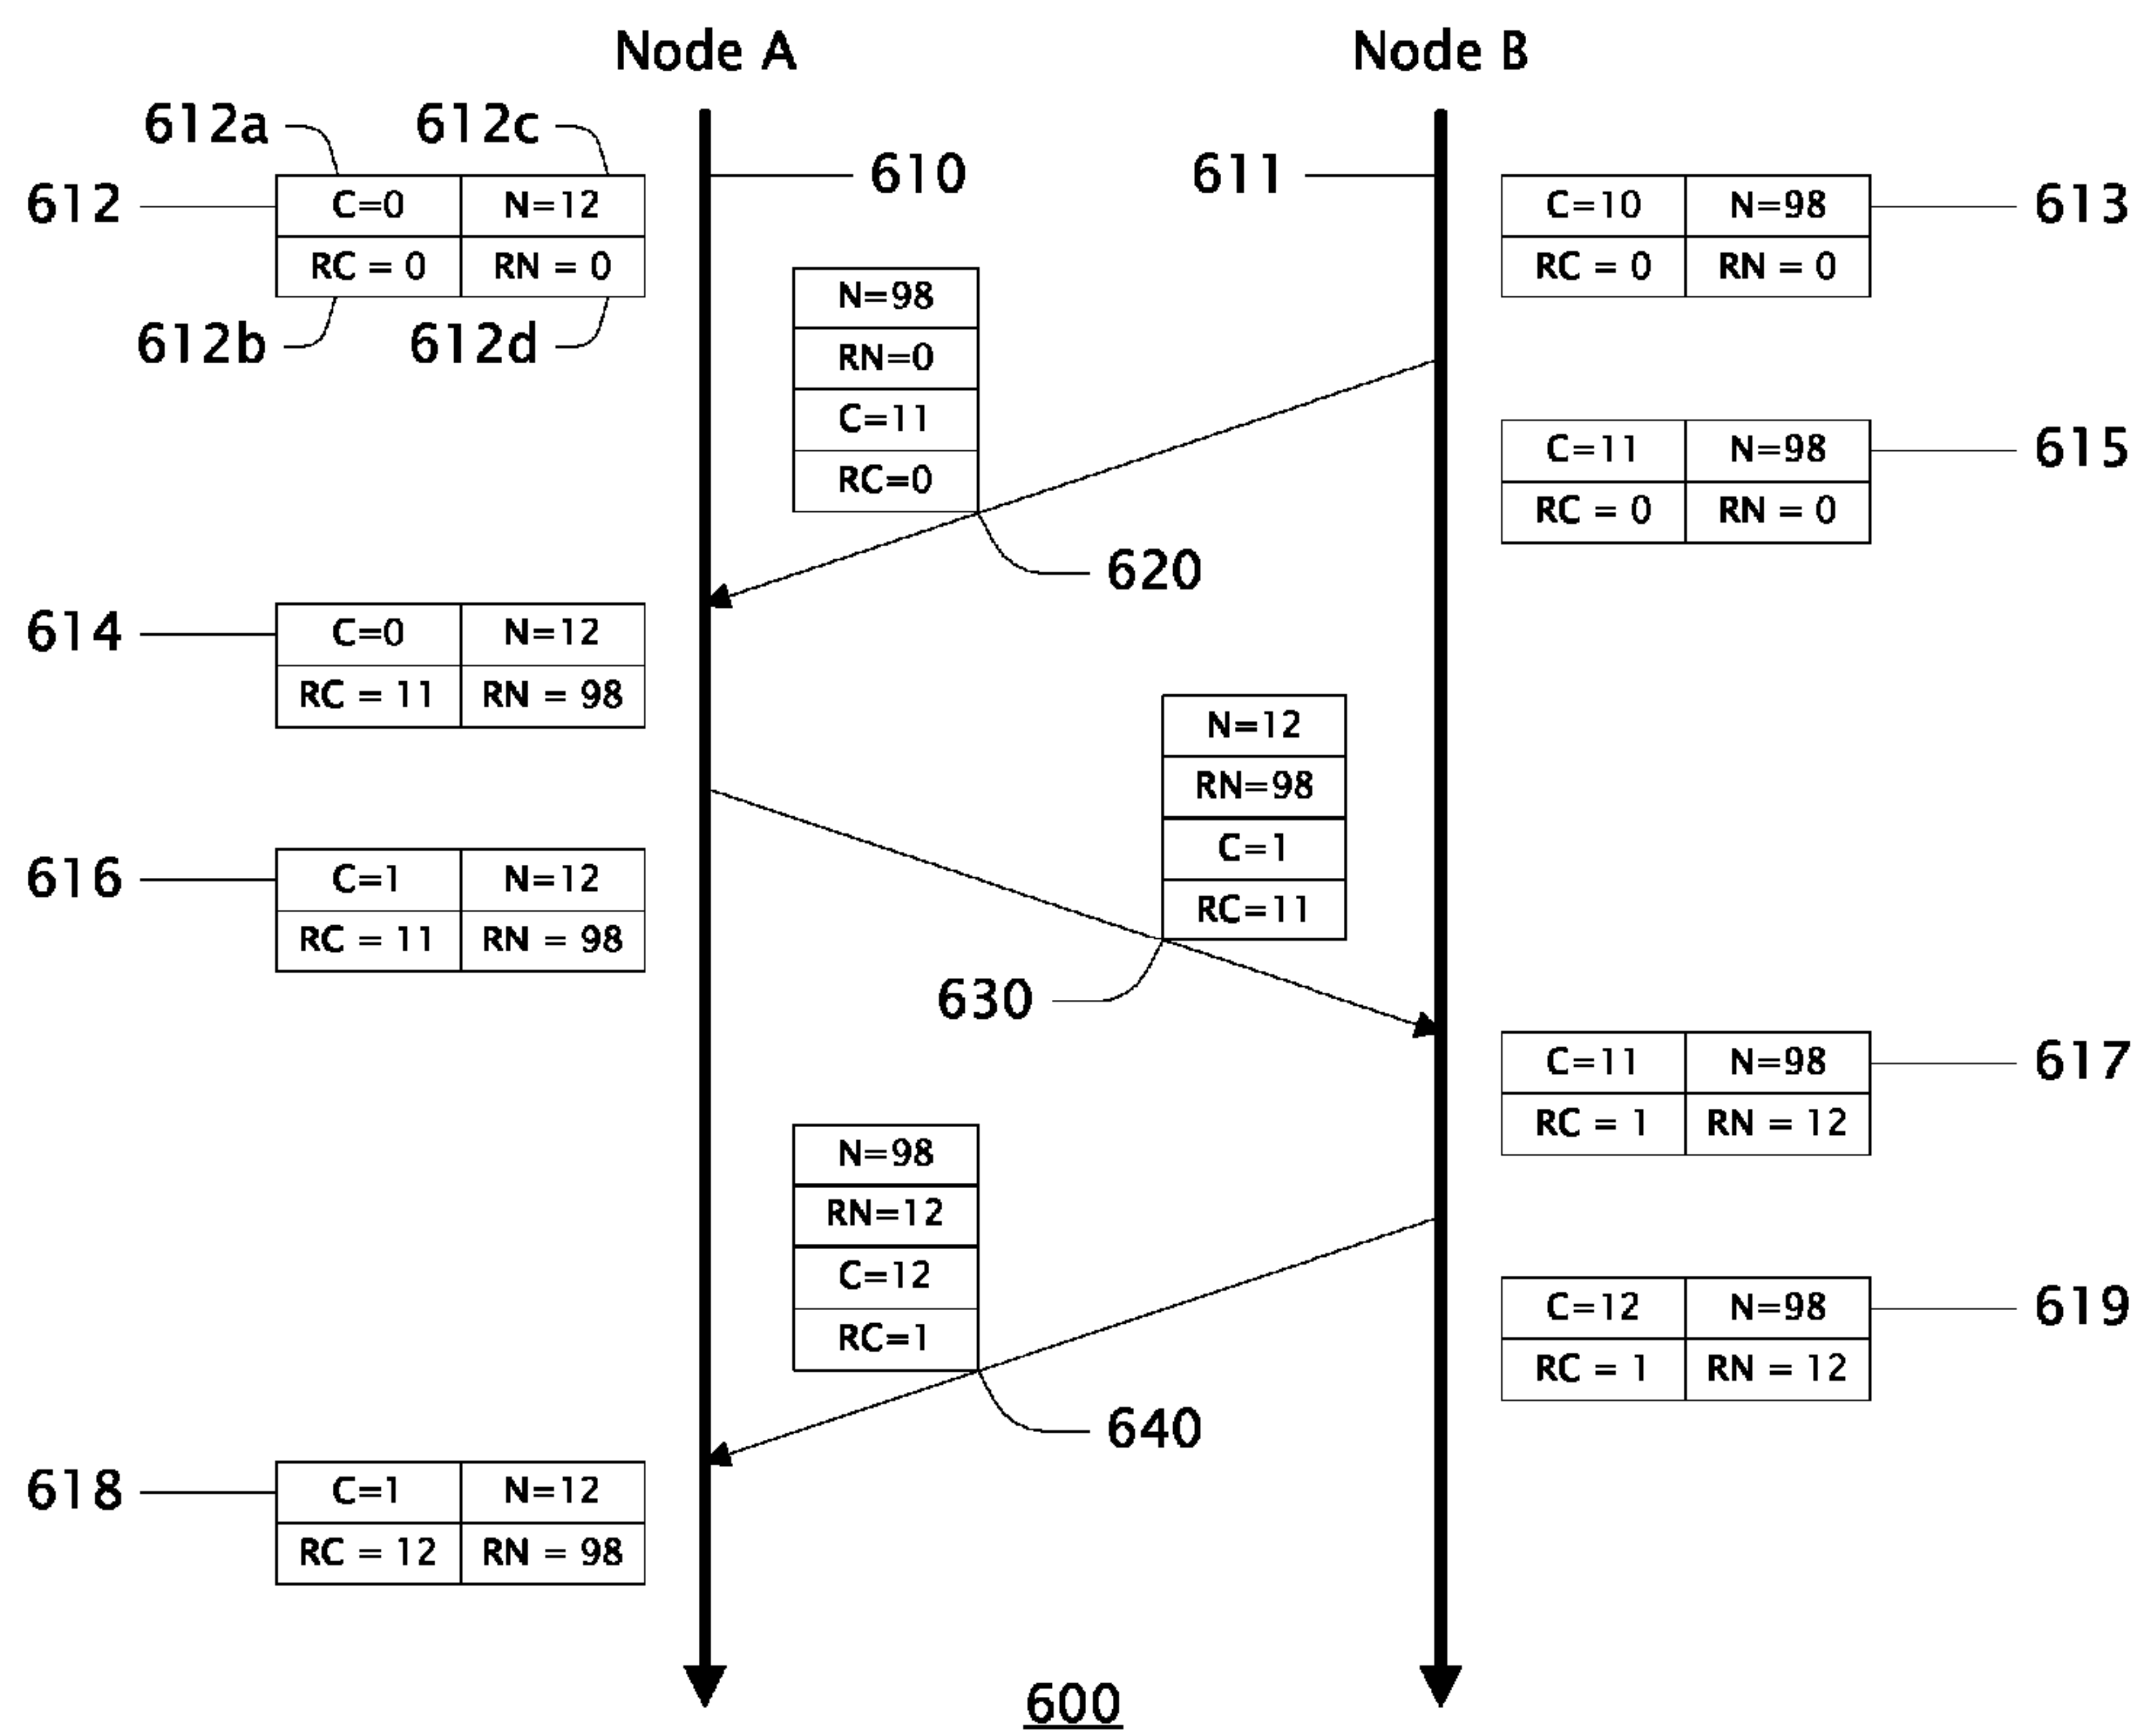 Node A Node B
612a 612c
610 611
612 C=0 N=12 C=10 N=98 613
RC = 0 RN = 0 RC = 0 RN = 0
612b 612d
N=98
RN=0
C=11
RC=0
C=11 N=98 615
RC = 0 RN = 0
620
614 C=0 N=12
RC = 11 RN = 98
N=12
RN=98
C=1
RC=11
616 C=1 N=12
RC = 11 RN = 98
630
C=11 N=98 617
RC = 1 RN = 12
N=98
RN=12
C=12
RC=1
C=12 N=98 619
RC = 1 RN = 12
640
618 C=1 N=12
RC = 12 RN = 98
600